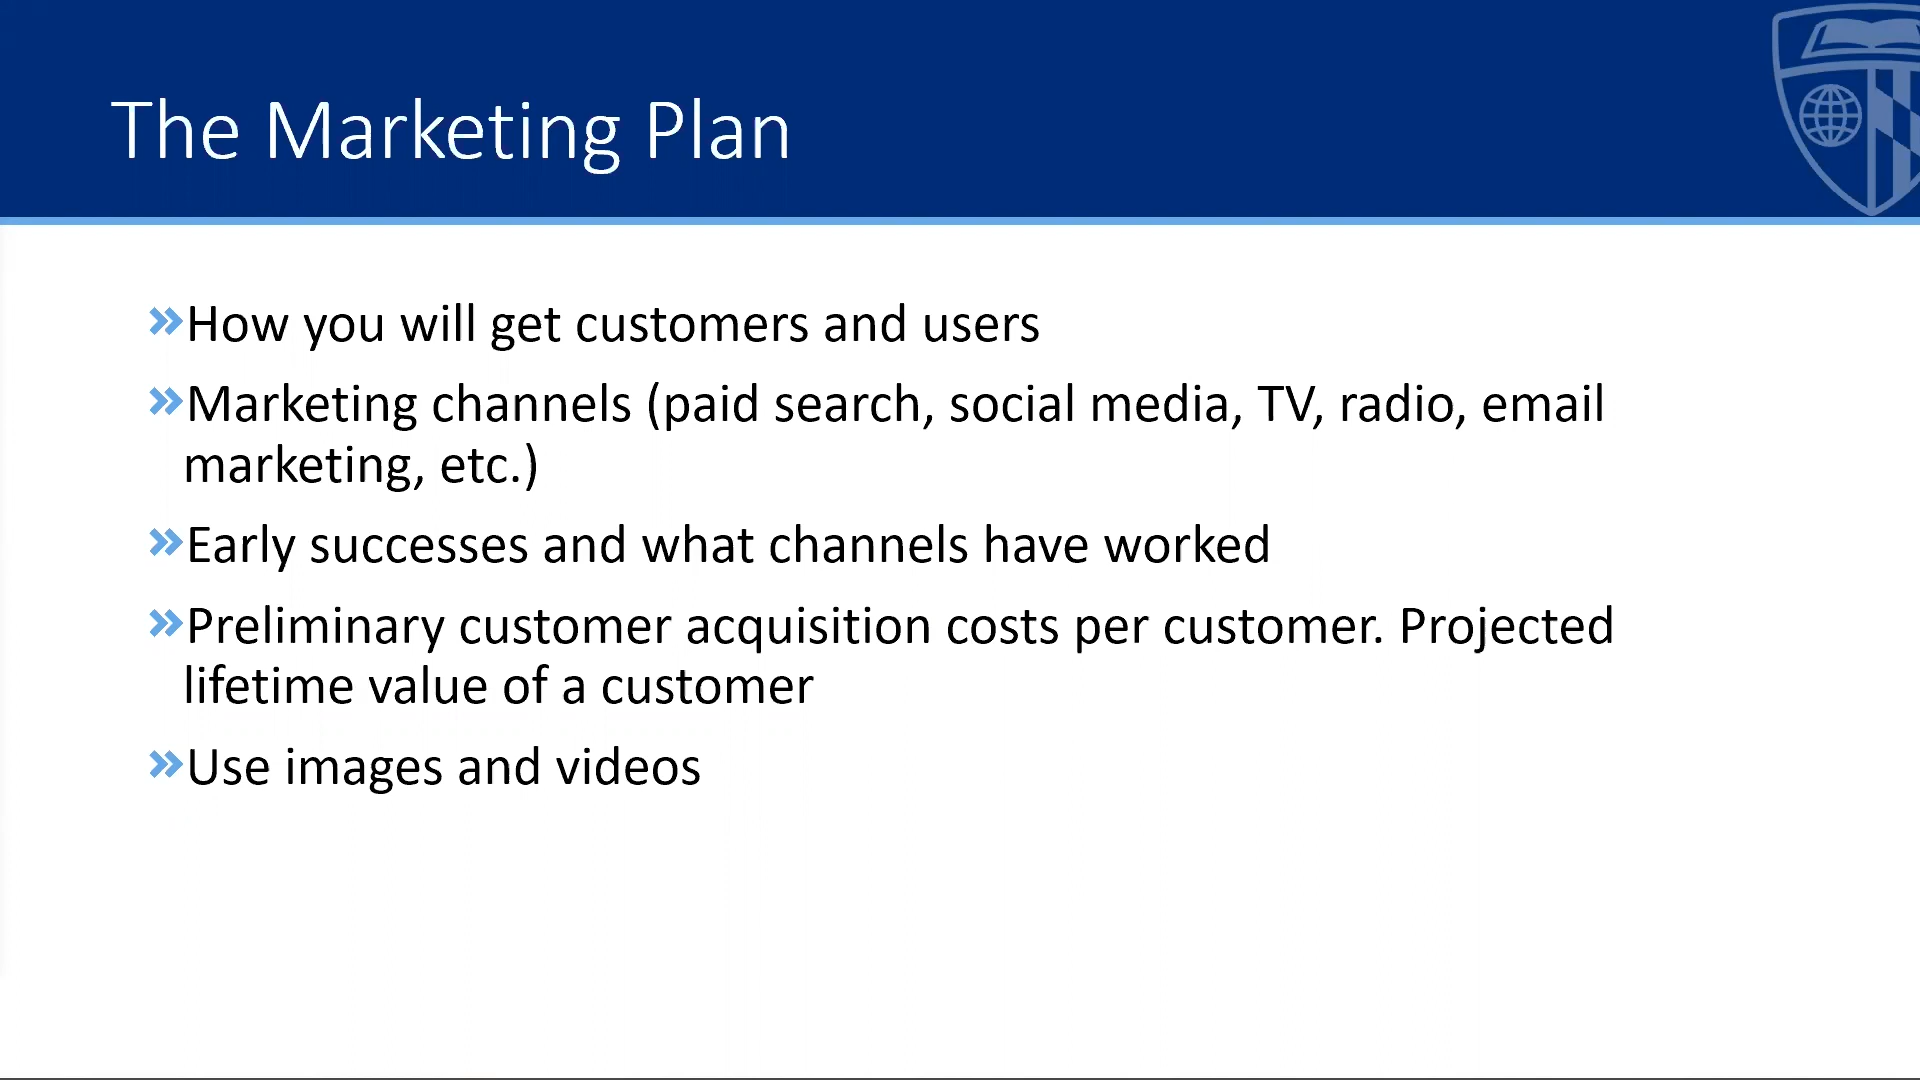 The Marketing Plan
»How you will get customers and users
»Marketing channels (paid search, social media, TV, radio, email
marketing, etc.)
»Early successes and what channels have worked
»Preliminary customer acquisition costs per customer. Projected
lifetime value of a customer
»Use images and videos